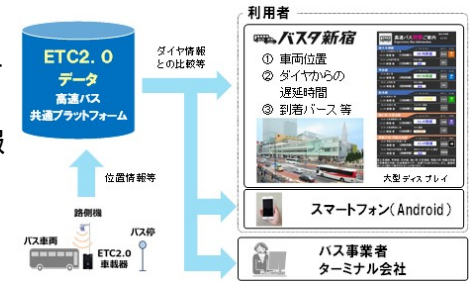 利用者
ETC2.0
データ
高速バス
共通プラットフォーム
ダイヤ情報
との比較等
バスタ新宿
① 車両位置
② ダイヤからの
遅延時間
③ 到着バース等
大型ディスプレイ
報
位置情報等
スマートフォン(Android)
路側機
バス車両
バス停
ETC2.0
車載器
バス事業者
ターミナル会社